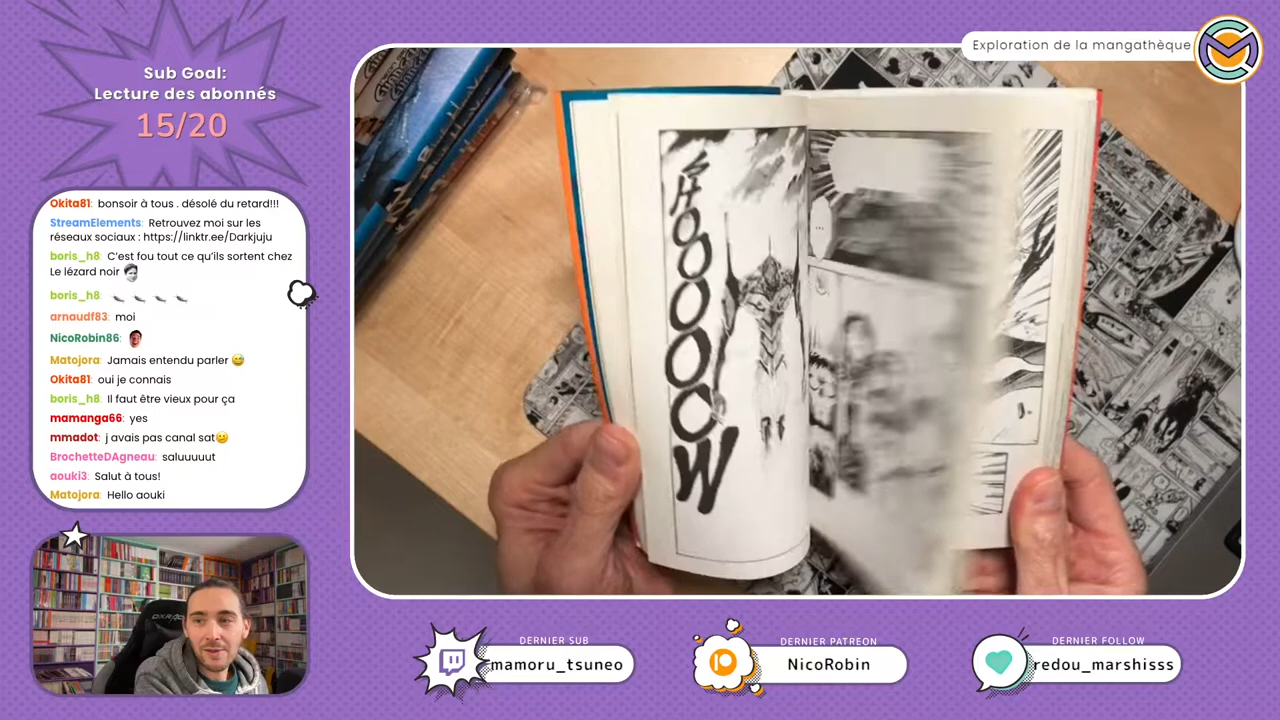 Sub Goal:
Lecture des abonnés
15/20
Exploration de la mangathèque
Okita81: bonsoir à tous . désolé du retard!!!
StreamElements: Retrouvez moi sur les
réseaux sociaux : https://linktr.ee/Darkjuju
boris_h8: C'est fou tout ce qu'ils sortent chez
Le lézard noir
boris_h8:
arnaudf83: moi
NicoRobin86:
Matojora: Jamais entendu parler 😅
Okita81: oui je connais
boris_h8: Il faut être vieux pour ça
mamanga66: yes
mmadot: j avais pas canal sat😕
BrochetteDAgneau: saluuuuut
aouki3: Salut à tous!
Matojora: Hello aouki
SHOOOOOW
...
DERNIER SUB
mamoru_tsuneo
DERNIER PATREON
NicoRobin
DERNIER FOLLOW
redou_marshisss